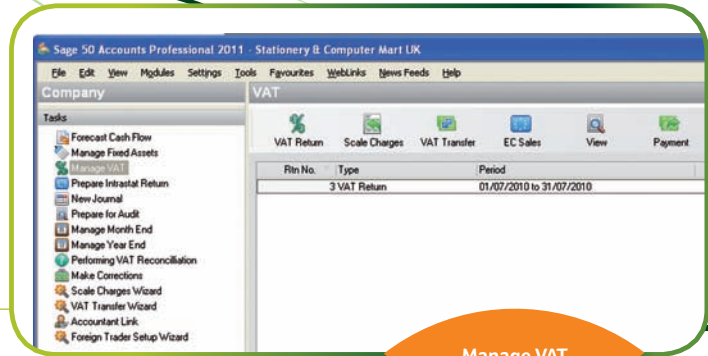 Sage 50 Accounts Professional 2011 - Stationery & Computer Mart UK
File Edit View Modules Settings Tools Favourites WebLinks News Feeds Help
Company VAT
Tasks
Forecast Cash Flow
Manage Fixed Assets
Manage VAT
Prepare Intrastat Return
New Journal
Prepare for Audit
Manage Month End
Manage Year End
Performing VAT Reconciliation
Make Corrections
Scale Charges Wizard
VAT Transfer Wizard
Accountant Link
Foreign Trader Setup Wizard
VAT Return Scale Charges VAT Transfer EC Sales View Payment
Rtn No. Type Period
3 VAT Return 01/07/2010 to 31/07/2010
Manage VAT